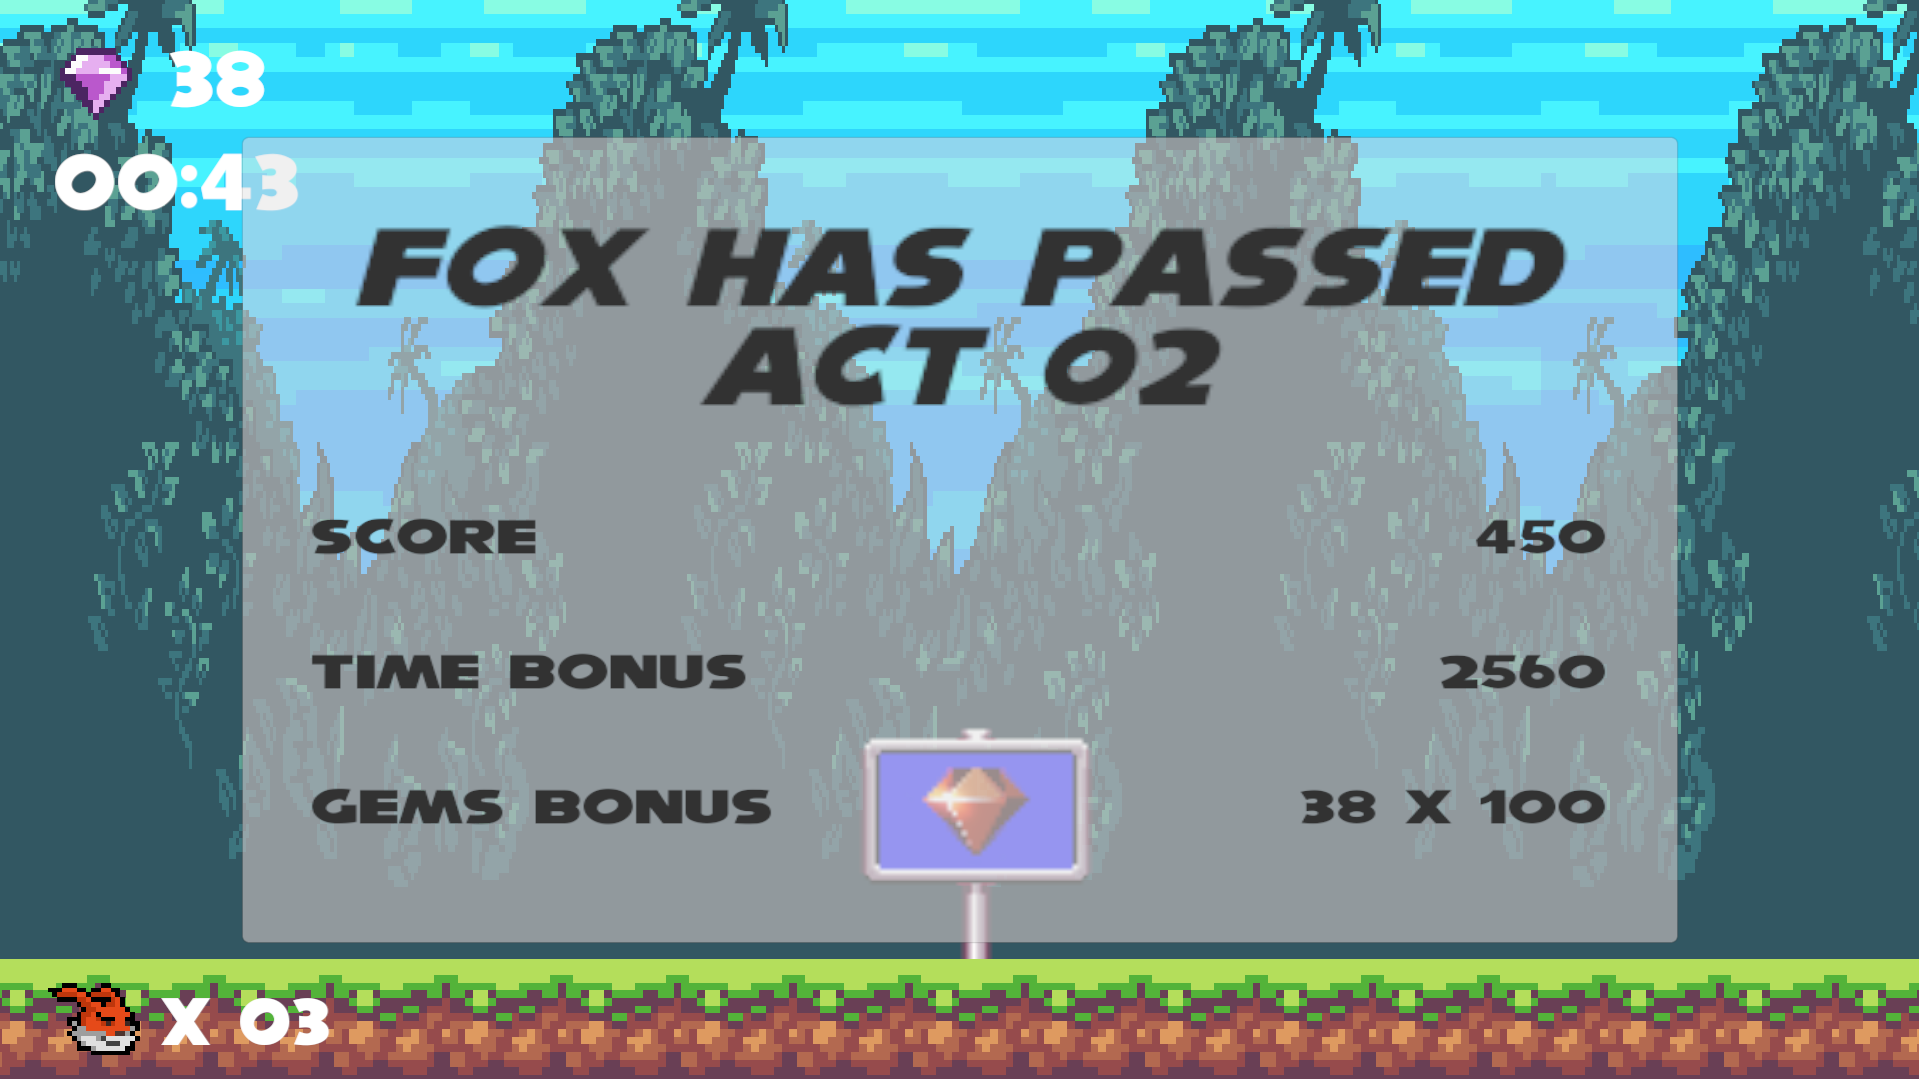 38
00:43
FOX HAS PASSED
ACT 02
SCORE 450
TIME BONUS 2560
GEMS BONUS 38 X 100
X 03